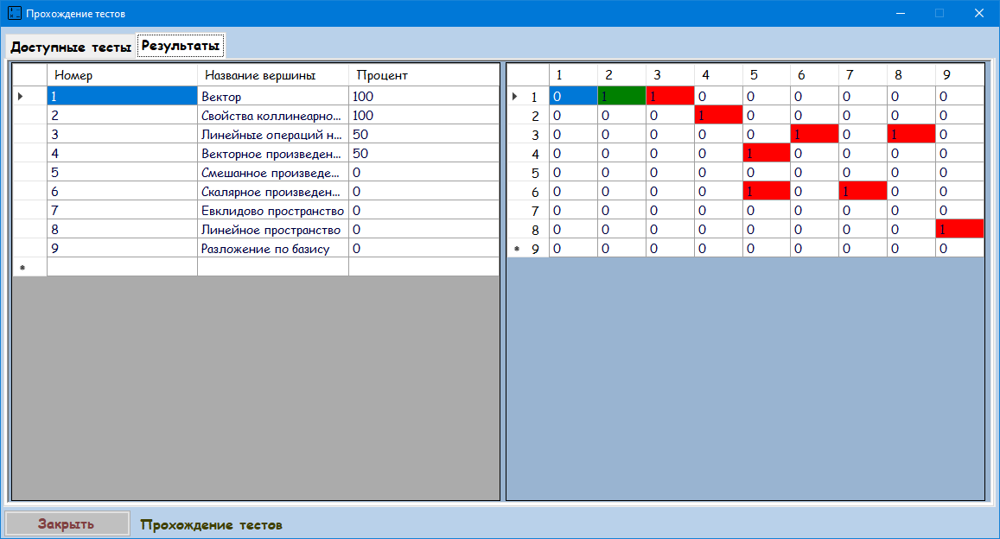 Прохождение тестов
Доступные тесты Результаты
Номер Название вершины Процент
1 Вектор 100
2 Свойства коллинеарно... 100
3 Линейные операций н... 50
4 Векторное произведен... 50
5 Смешанное произведе... 0
6 Скалярное произведен... 0
7 Евклидово пространство 0
8 Линейное пространство 0
9 Разложение по базису 0
1 2 3 4 5 6 7 8 9
1 0 1 1 0 0 0 0 0 0
2 0 0 0 1 0 0 0 0 0
3 0 0 0 0 0 1 0 1 0
4 0 0 0 0 1 0 0 0 0
5 0 0 0 0 0 0 0 0 0
6 0 0 0 0 1 0 1 0 0
7 0 0 0 0 0 0 0 0 0
8 0 0 0 0 0 0 0 0 1
9 0 0 0 0 0 0 0 0 0
Закрыть Прохождение тестов